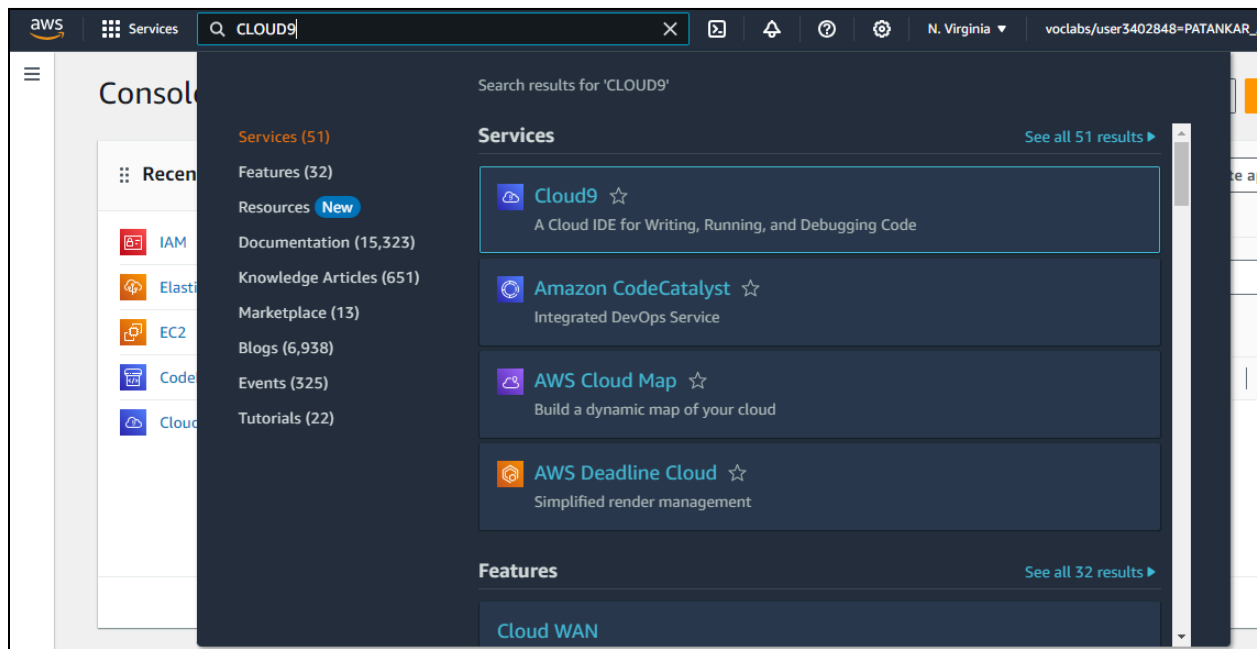 aws
Services
CLOUD9
N. Virginia
voclabs/user3402848=PATANKAR_
Search results for 'CLOUD9'
Services (51)
Features (32)
Resources New
Documentation (15,323)
Knowledge Articles (651)
Marketplace (13)
Blogs (6,938)
Events (325)
Tutorials (22)
Services
See all 51 results
Cloud9
A Cloud IDE for Writing, Running, and Debugging Code
Amazon CodeCatalyst
Integrated DevOps Service
AWS Cloud Map
Build a dynamic map of your cloud
AWS Deadline Cloud
Simplified render management
Features
See all 32 results
Cloud WAN
Consol
Recen
IAM
Elasti
EC2
Code
Clou